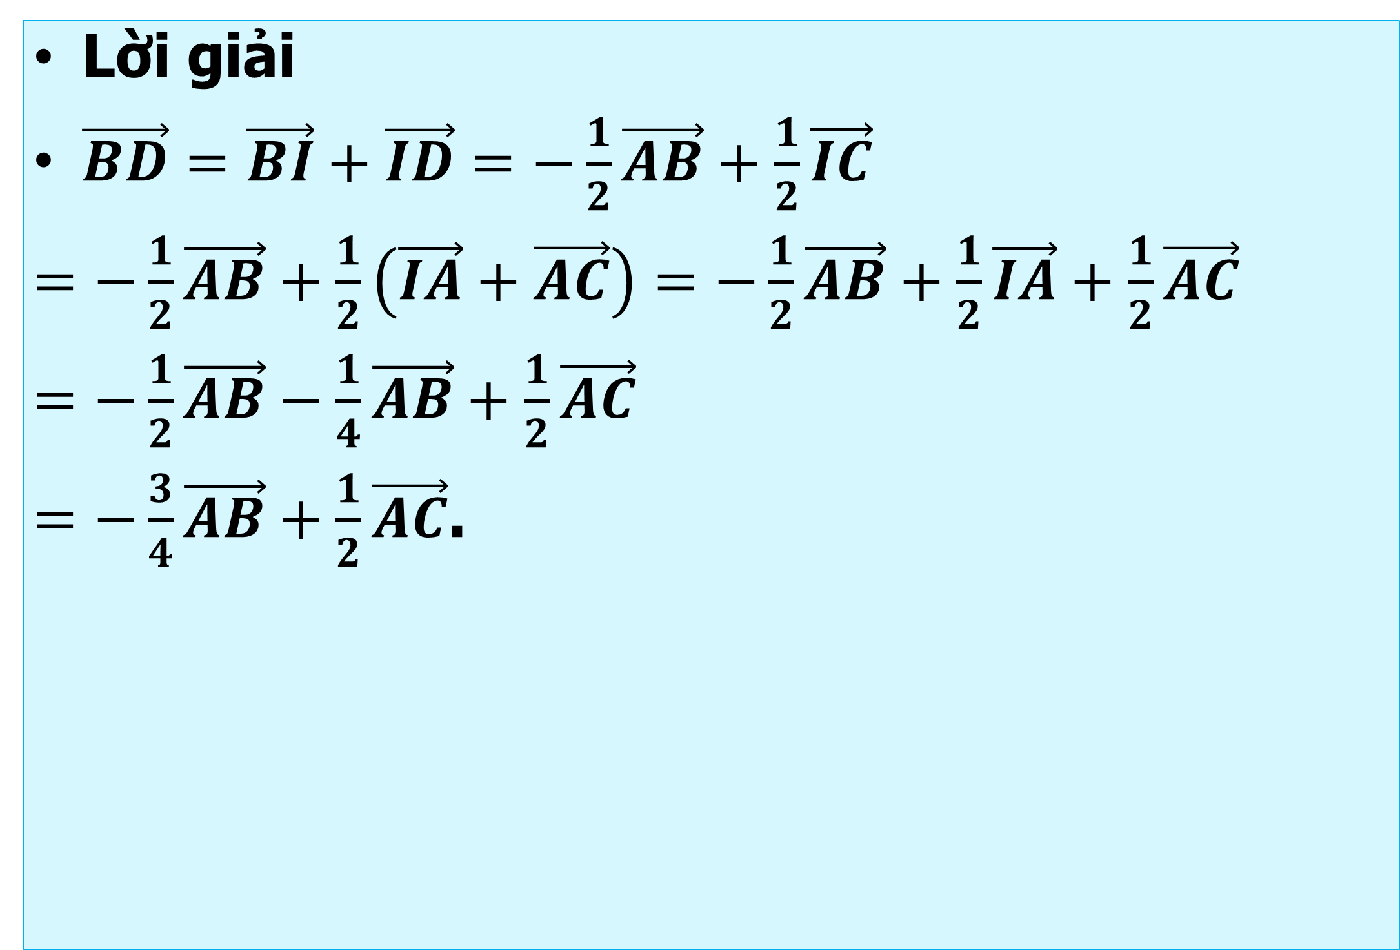 • Lời giải
• $\overrightarrow{BD} = \overrightarrow{BI} + \overrightarrow{ID} = -\frac{1}{2}\overrightarrow{AB} + \frac{1}{2}\overrightarrow{IC}$
$= -\frac{1}{2}\overrightarrow{AB} + \frac{1}{2}\left(\overrightarrow{IA} + \overrightarrow{AC}\right) = -\frac{1}{2}\overrightarrow{AB} + \frac{1}{2}\overrightarrow{IA} + \frac{1}{2}\overrightarrow{AC}$
$= -\frac{1}{2}\overrightarrow{AB} - \frac{1}{4}\overrightarrow{AB} + \frac{1}{2}\overrightarrow{AC}$
$= -\frac{3}{4}\overrightarrow{AB} + \frac{1}{2}\overrightarrow{AC}.$